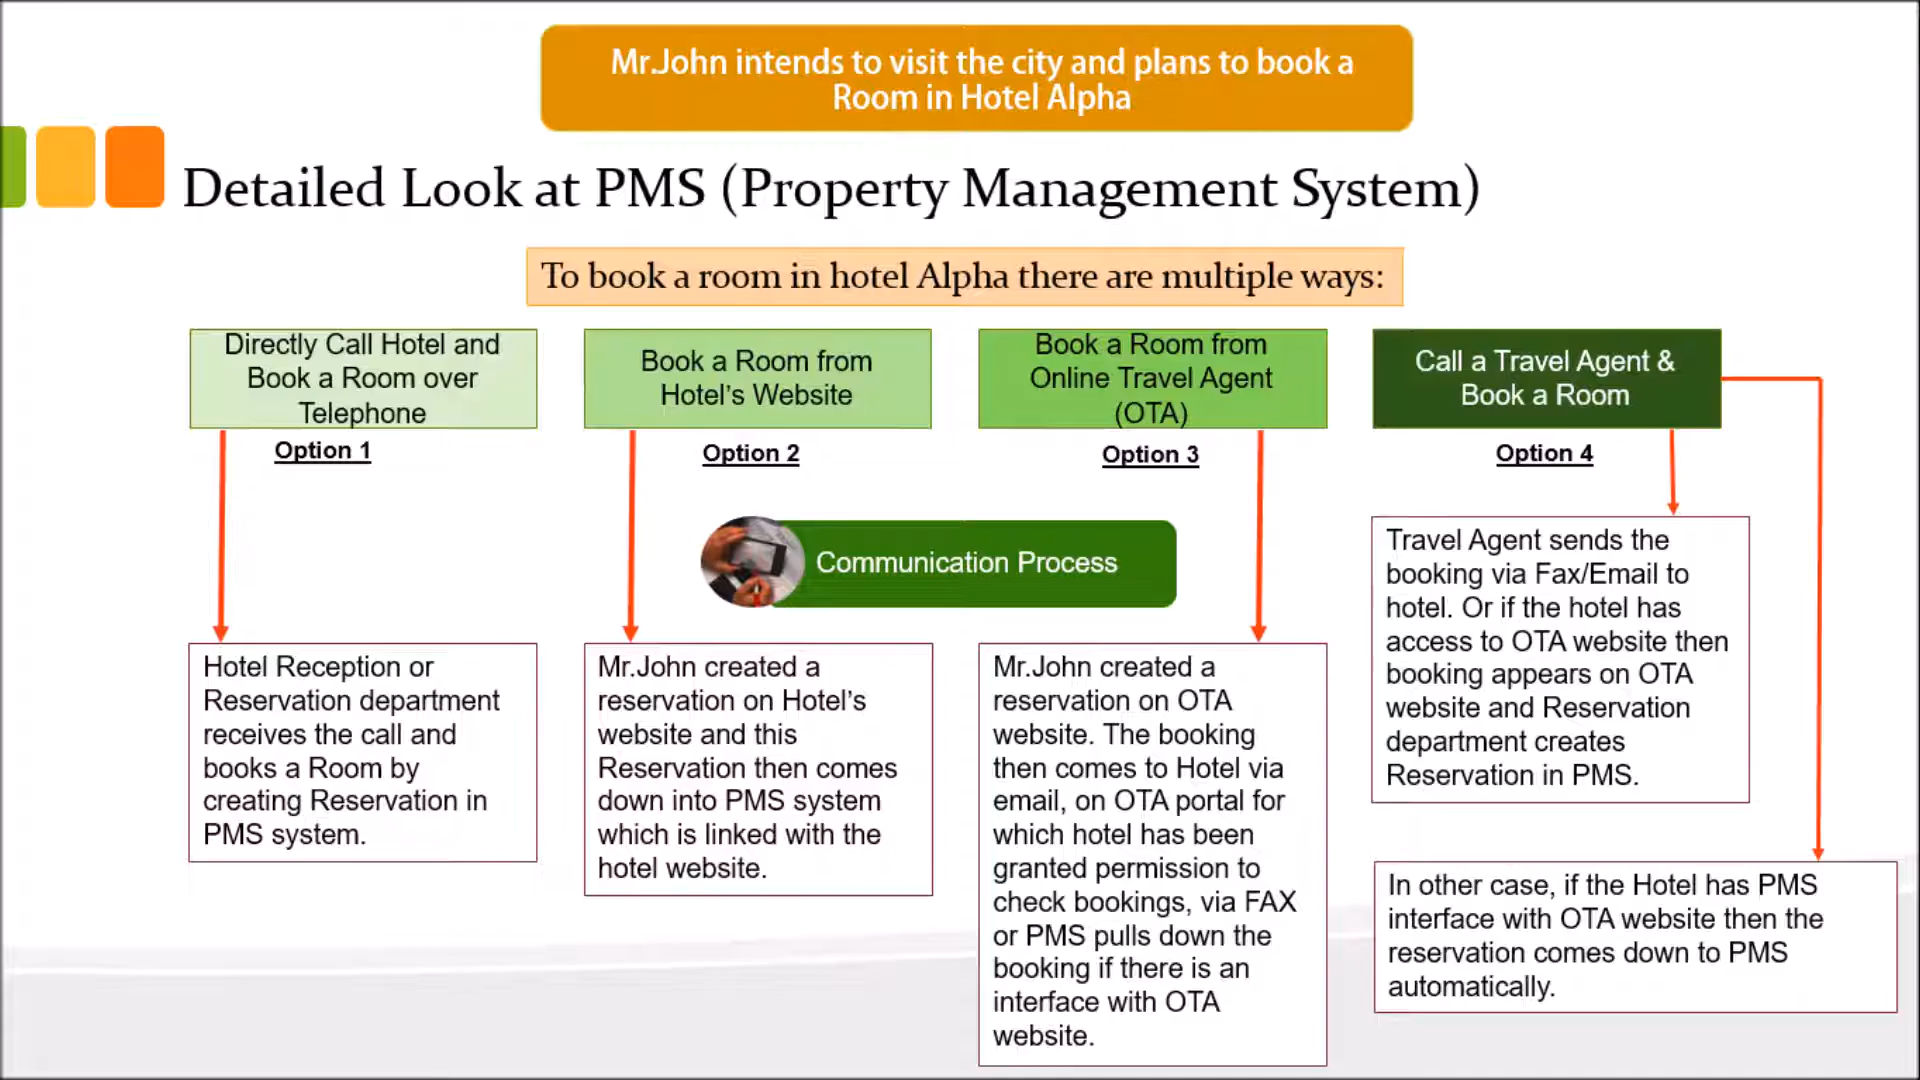 Mr.John intends to visit the city and plans to book a
Room in Hotel Alpha
Detailed Look at PMS (Property Management System)
To book a room in hotel Alpha there are multiple ways:
Directly Call Hotel and
Book a Room over
Telephone
Option 1
Book a Room from
Hotel's Website
Option 2
Book a Room from
Online Travel Agent
(OTA)
Option 3
Call a Travel Agent &
Book a Room
Option 4
Communication Process
Hotel Reception or
Reservation department
receives the call and
books a Room by
creating Reservation in
PMS system.
Mr.John created a
reservation on Hotel's
website and this
Reservation then comes
down into PMS system
which is linked with the
hotel website.
Mr.John created a
reservation on OTA
website. The booking
then comes to Hotel via
email, on OTA portal for
which hotel has been
granted permission to
check bookings, via FAX
or PMS pulls down the
booking if there is an
interface with OTA
website.
Travel Agent sends the
booking via Fax/Email to
hotel. Or if the hotel has
access to OTA website then
booking appears on OTA
website and Reservation
department creates
Reservation in PMS.
In other case, if the Hotel has PMS
interface with OTA website then the
reservation comes down to PMS
automatically.